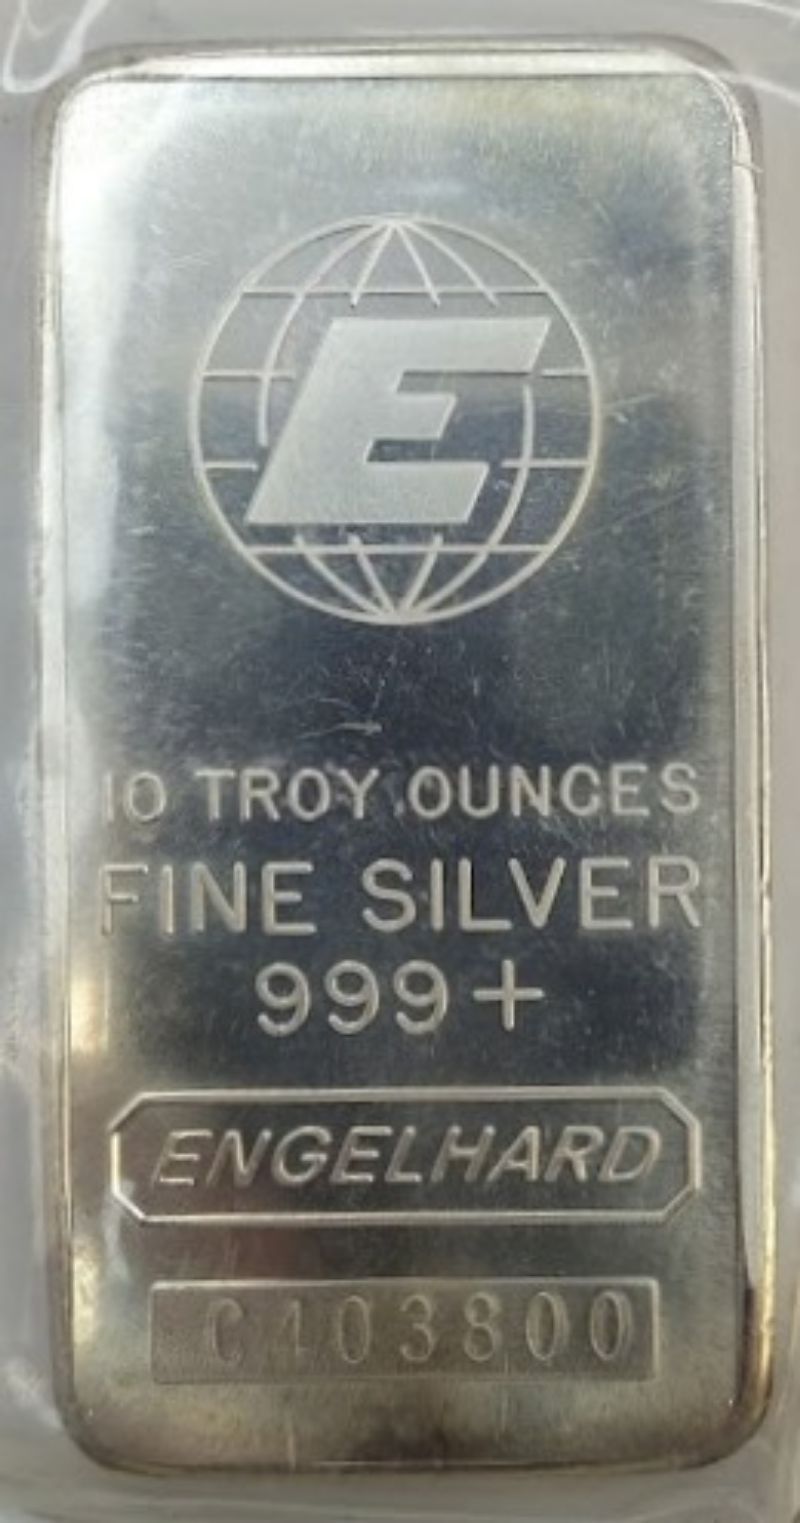 E
10 TROY OUNCES
FINE SILVER
999+
ENGELHARD
C403800